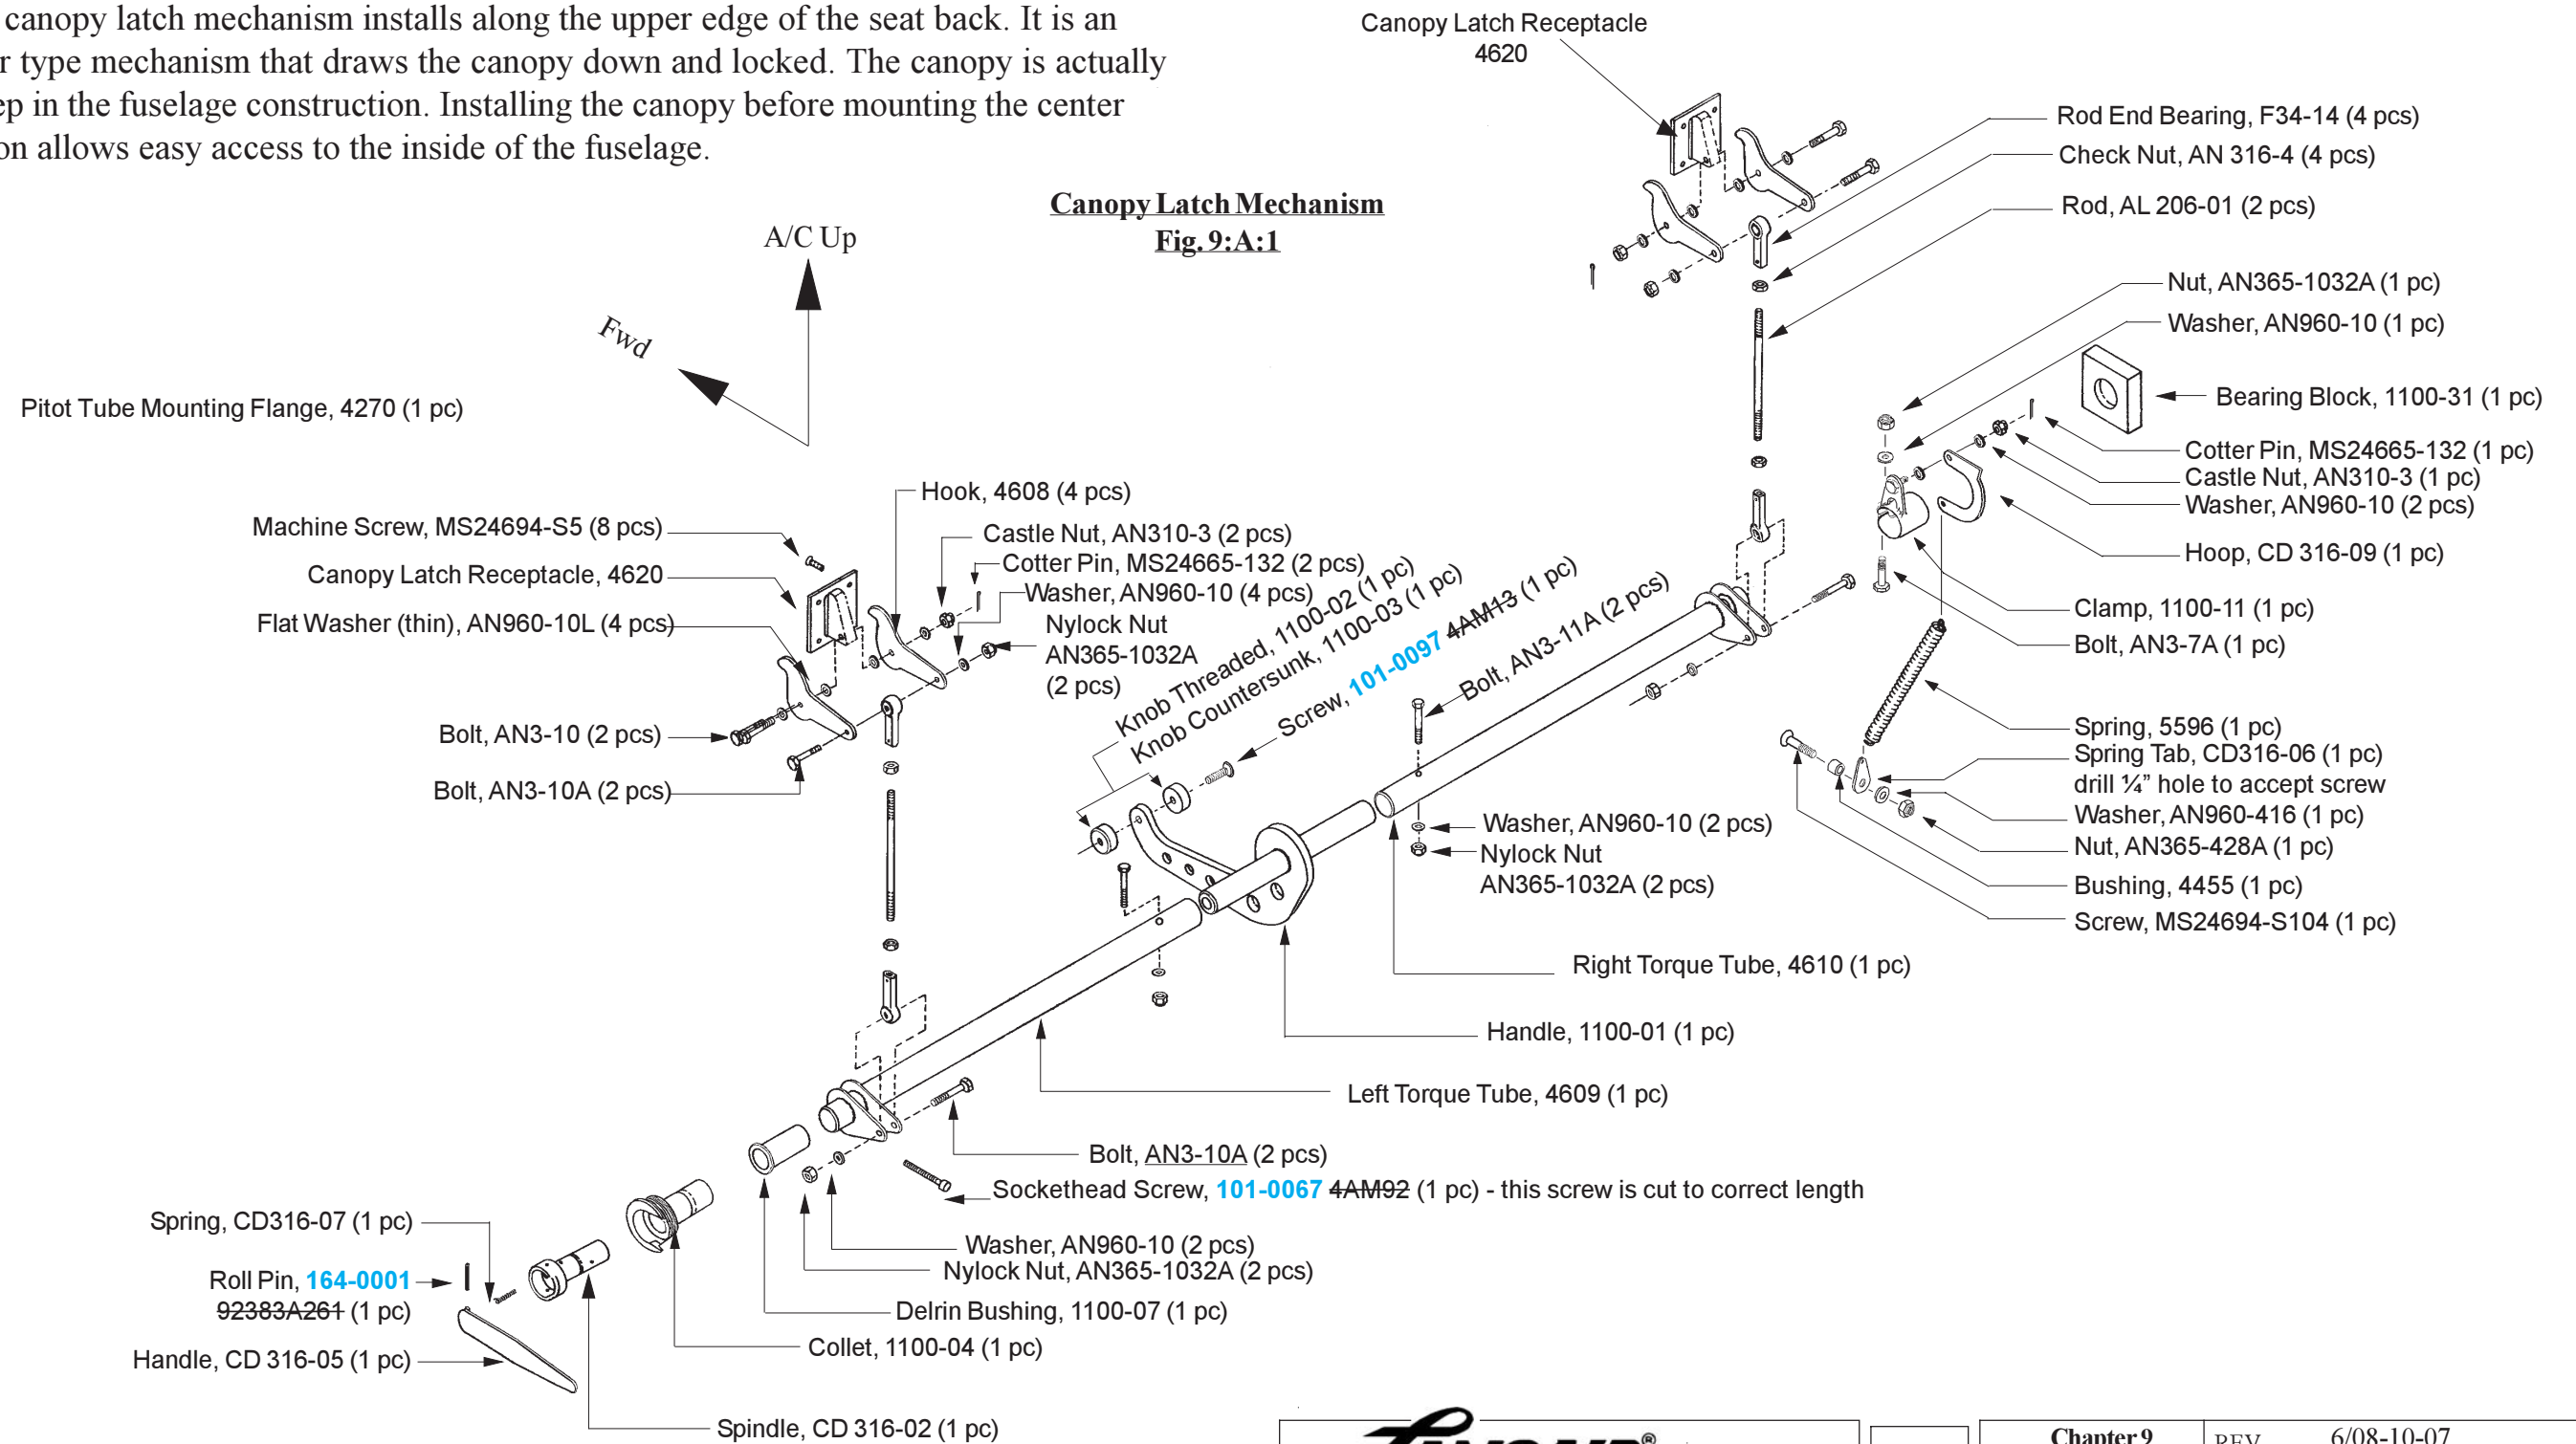 canopy latch mechanism installs along the upper edge of the seat back. It is an
r type mechanism that draws the canopy down and locked. The canopy is actually
ep in the fuselage construction. Installing the canopy before mounting the center
on allows easy access to the inside of the fuselage.
Canopy Latch Receptacle
4620
Rod End Bearing, F34-14 (4 pcs)
Check Nut, AN 316-4 (4 pcs)
Rod, AL 206-01 (2 pcs)
Canopy Latch Mechanism
Fig. 9:A:1
A/C Up
Fwd
Nut, AN365-1032A (1 pc)
Washer, AN960-10 (1 pc)
Bearing Block, 1100-31 (1 pc)
Pitot Tube Mounting Flange, 4270 (1 pc)
Cotter Pin, MS24665-132 (1 pc)
Castle Nut, AN310-3 (1 pc)
Washer, AN960-10 (2 pcs)
Hoop, CD 316-09 (1 pc)
Clamp, 1100-11 (1 pc)
Bolt, AN3-7A (1 pc)
Hook, 4608 (4 pcs)
Machine Screw, MS24694-S5 (8 pcs)
Castle Nut, AN310-3 (2 pcs)
Cotter Pin, MS24665-132 (2 pcs)
Canopy Latch Receptacle, 4620
Washer, AN960-10 (4 pcs)
Flat Washer (thin), AN960-10L (4 pcs)
Nylock Nut
AN365-1032A
(2 pcs)
Knob Threaded, 1100-02 (1 pc)
Knob Countersunk, 1100-03 (1 pc)
Screw, 101-0097 4AM13 (1 pc)
Bolt, AN3-11A (2 pcs)
Bolt, AN3-10 (2 pcs)
Bolt, AN3-10A (2 pcs)
Spring, 5596 (1 pc)
Spring Tab, CD316-06 (1 pc)
drill ¼” hole to accept screw
Washer, AN960-416 (1 pc)
Nut, AN365-428A (1 pc)
Bushing, 4455 (1 pc)
Screw, MS24694-S104 (1 pc)
Washer, AN960-10 (2 pcs)
Nylock Nut
AN365-1032A (2 pcs)
Right Torque Tube, 4610 (1 pc)
Handle, 1100-01 (1 pc)
Left Torque Tube, 4609 (1 pc)
Bolt, AN3-10A (2 pcs)
Sockethead Screw, 101-0067 4AM92 (1 pc) - this screw is cut to correct length
Spring, CD316-07 (1 pc)
Washer, AN960-10 (2 pcs)
Nylock Nut, AN365-1032A (2 pcs)
Roll Pin, 164-0001
92383A261 (1 pc)
Delrin Bushing, 1100-07 (1 pc)
Collet, 1100-04 (1 pc)
Handle, CD 316-05 (1 pc)
Spindle, CD 316-02 (1 pc)
Chapter 9
REV. 6/08-10-07